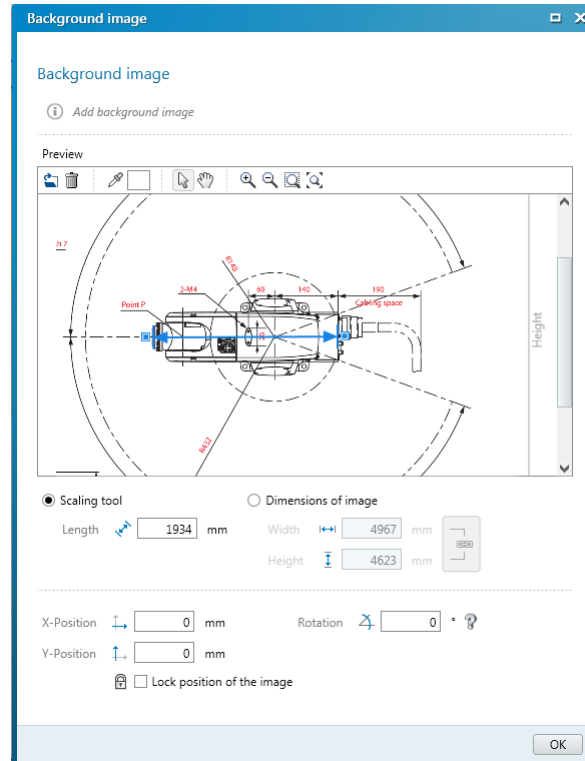 Background image
Background image
Add background image
Preview
R145
2-M4
60
140
190
Cabling space
Point P
Height
R432
Scaling tool
Dimensions of image
Length 1934 mm
Width 4967 mm
Height 4623 mm
X-Position 0 mm
Rotation 0 °
Y-Position 0 mm
Lock position of the image
OK